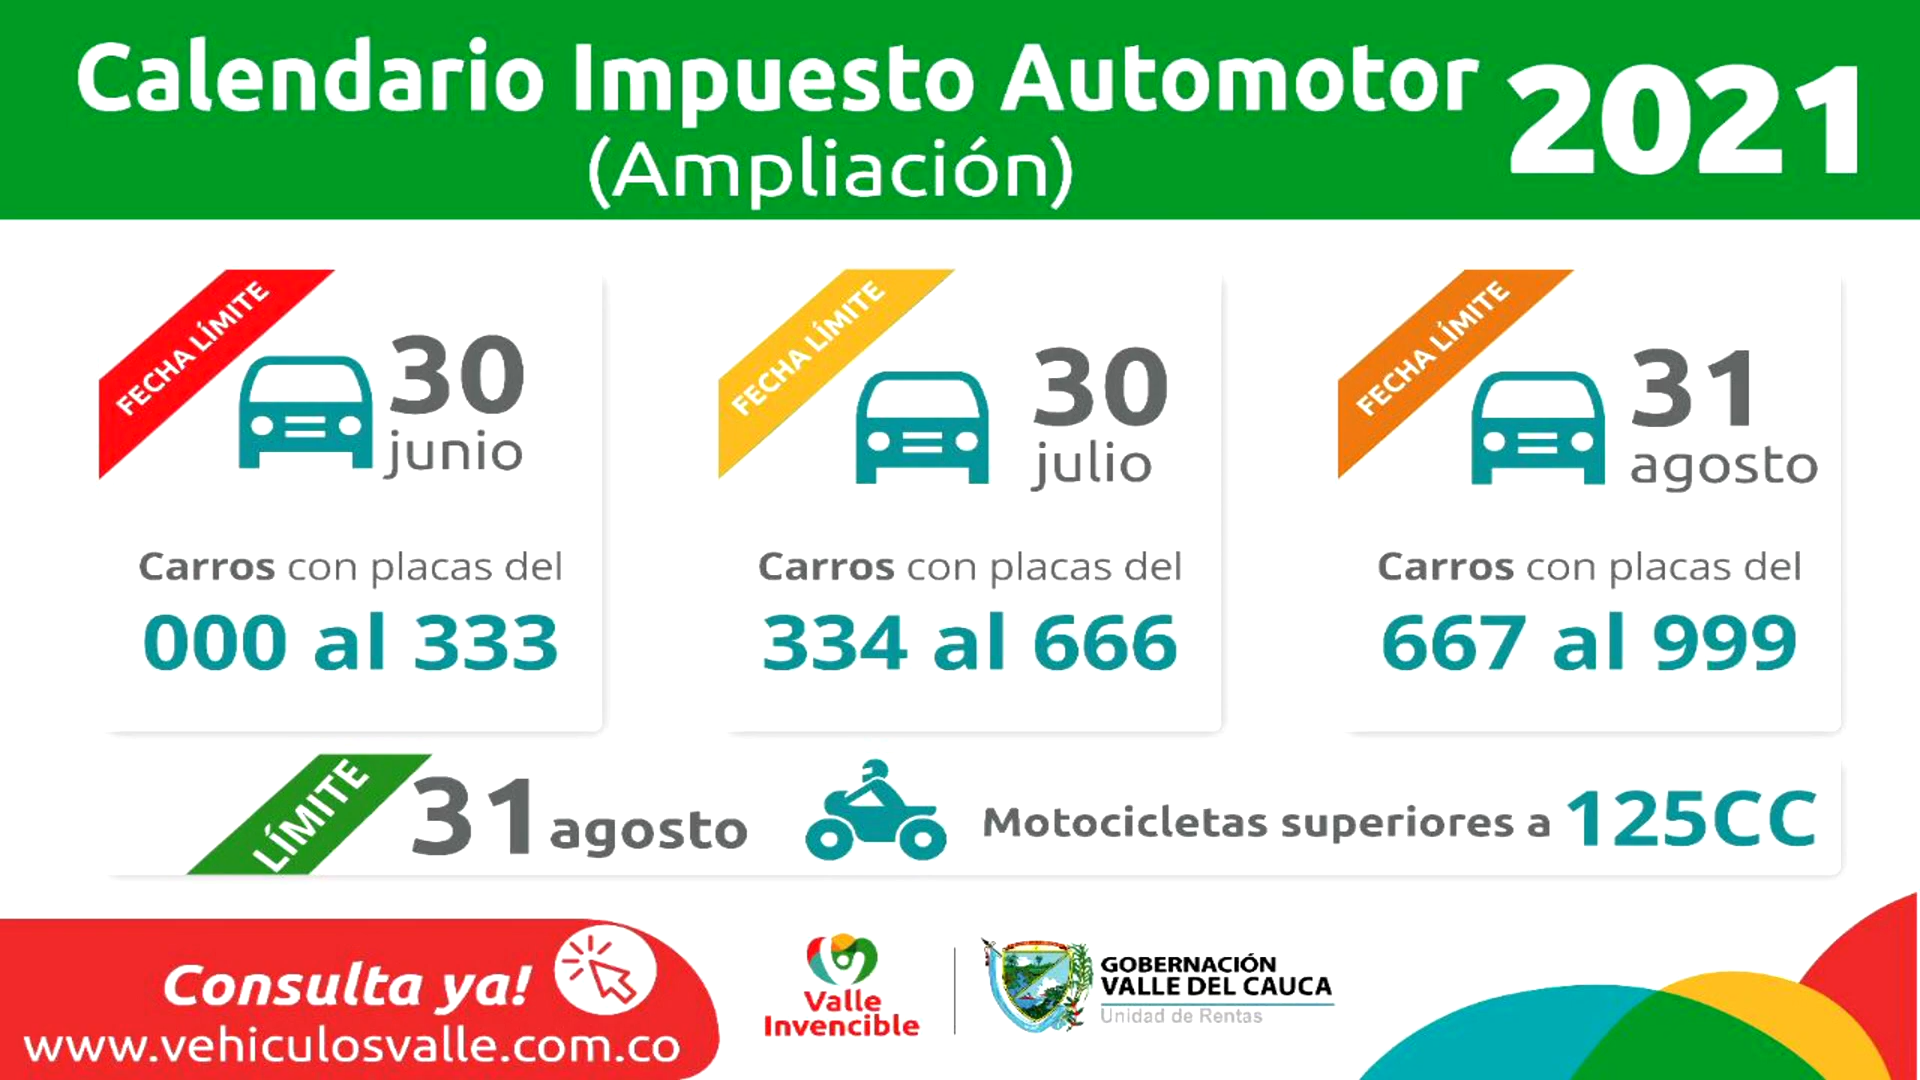 Calendario Impuesto Automotor 2021
(Ampliación)
FECHA LÍMITE
30
junio
Carros con placas del
000 al 333
FECHA LÍMITE
30
julio
Carros con placas del
334 al 666
FECHA LÍMITE
31
agosto
Carros con placas del
667 al 999
LÍMITE
31 agosto
Motocicletas superiores a 125CC
Consulta ya!
www.vehiculosvalle.com.co
Valle
Invencible
GOBERNACIÓN
VALLE DEL CAUCA
Unidad de Rentas